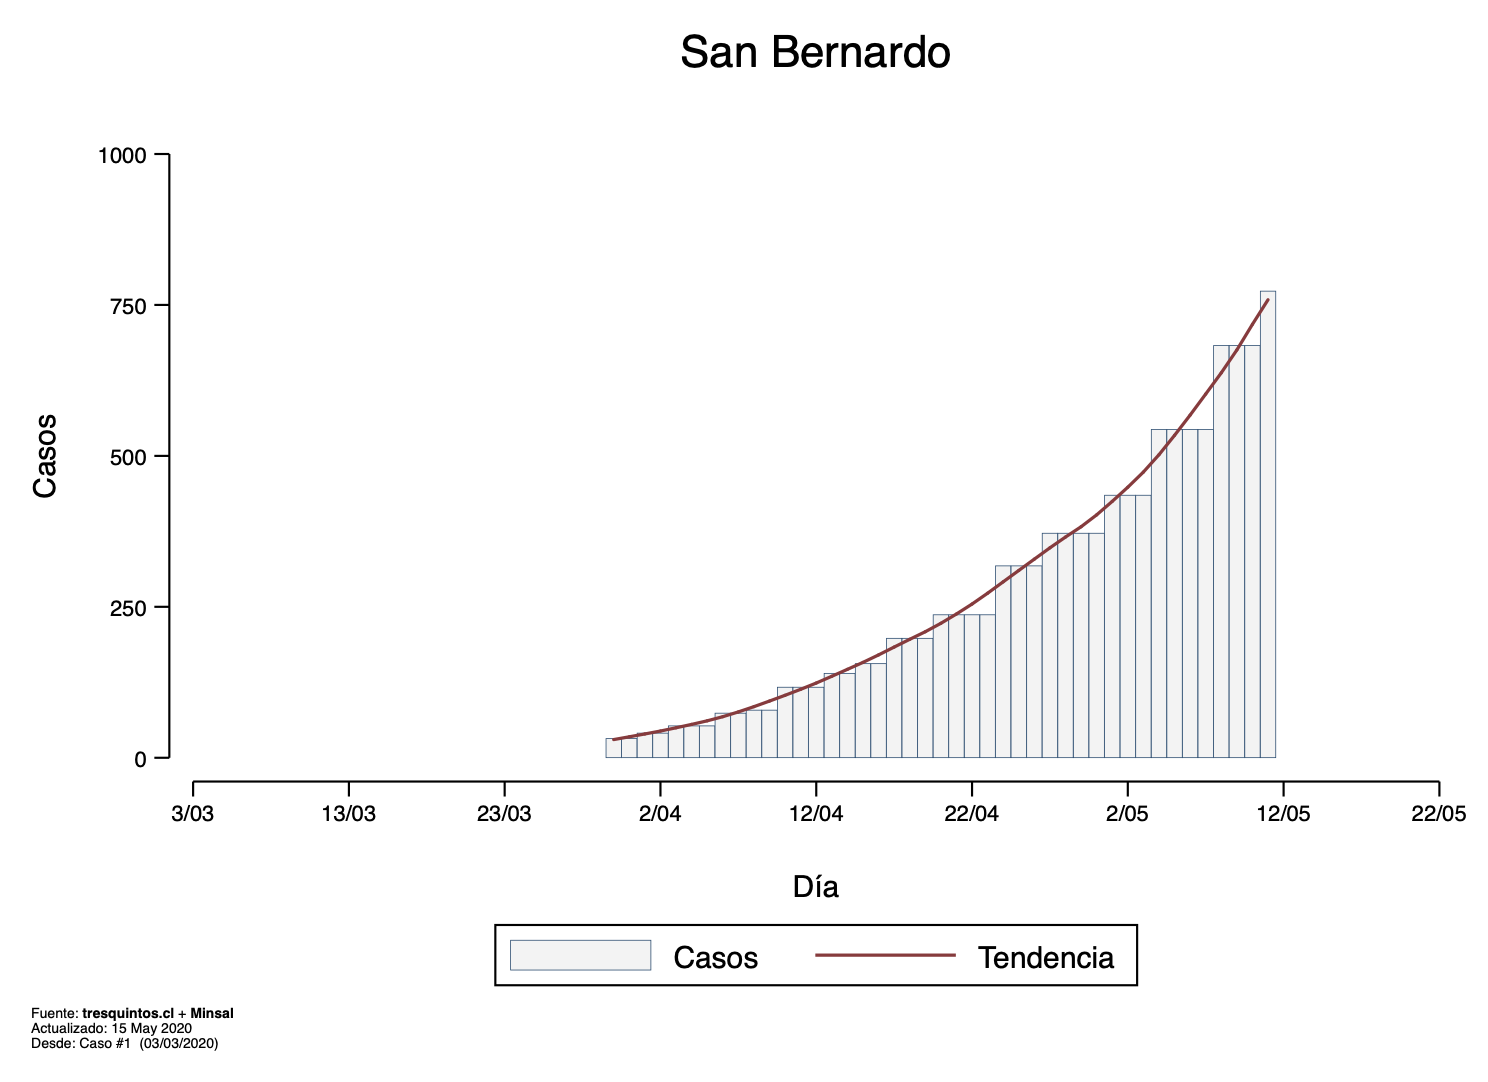 San Bernardo
1000
750
500
250
0
Casos
3/03 13/03 23/03 2/04 12/04 22/04 2/05 12/05 22/05
Día
Casos Tendencia
Fuente: tresquintos.cl + Minsal
Actualizado: 15 May 2020
Desde: Caso #1 (03/03/2020)